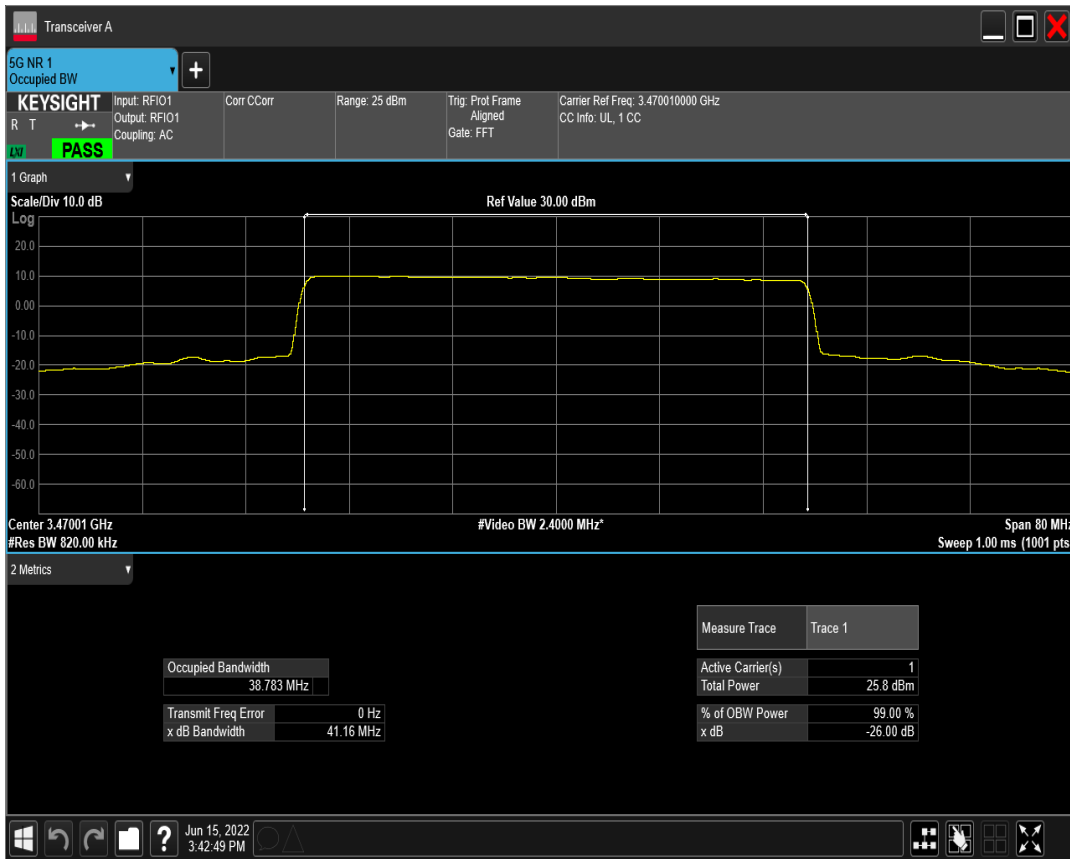 Transceiver A
5G NR 1
Occupied BW
+
KEYSIGHT
R T
LXI
PASS
Input: RFIO1
Output: RFIO1
Coupling: AC
Corr CCorr
Range: 25 dBm
Trig: Prot Frame
Aligned
Gate: FFT
Carrier Ref Freq: 3.470010000 GHz
CC Info: UL, 1 CC
1 Graph
Scale/Div 10.0 dB
Ref Value 30.00 dBm
Log
20.0
10.0
0.00
-10.0
-20.0
-30.0
-40.0
-50.0
-60.0
Center 3.47001 GHz
#Video BW 2.4000 MHz*
Span 80 MHz
#Res BW 820.00 kHz
Sweep 1.00 ms (1001 pts
2 Metrics
Measure Trace Trace 1
Occupied Bandwidth
38.783 MHz
Active Carrier(s) 1
Total Power 25.8 dBm
Transmit Freq Error 0 Hz
x dB Bandwidth 41.16 MHz
% of OBW Power 99.00 %
x dB -26.00 dB
?
Jun 15, 2022
3:42:49 PM